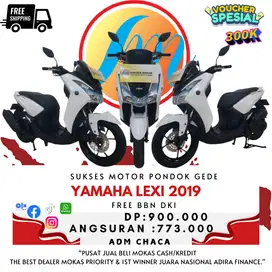 FREE
SHIPPING
VOUCHER
SPESIAL
300K
SUKSES MOTOR PONDOK GEDE
YAMAHA LEXI 2019
FREE BBN DKI
DP:900.000
ANGSURAN :773.000
ADM CHACA
"PUSAT JUAL BELI MOKAS CASH/KREDIT
THE BEST DEALER MOKAS PRIORITY & 1ST WINNER JUARA NASIONAL ADIRA FINANCE."